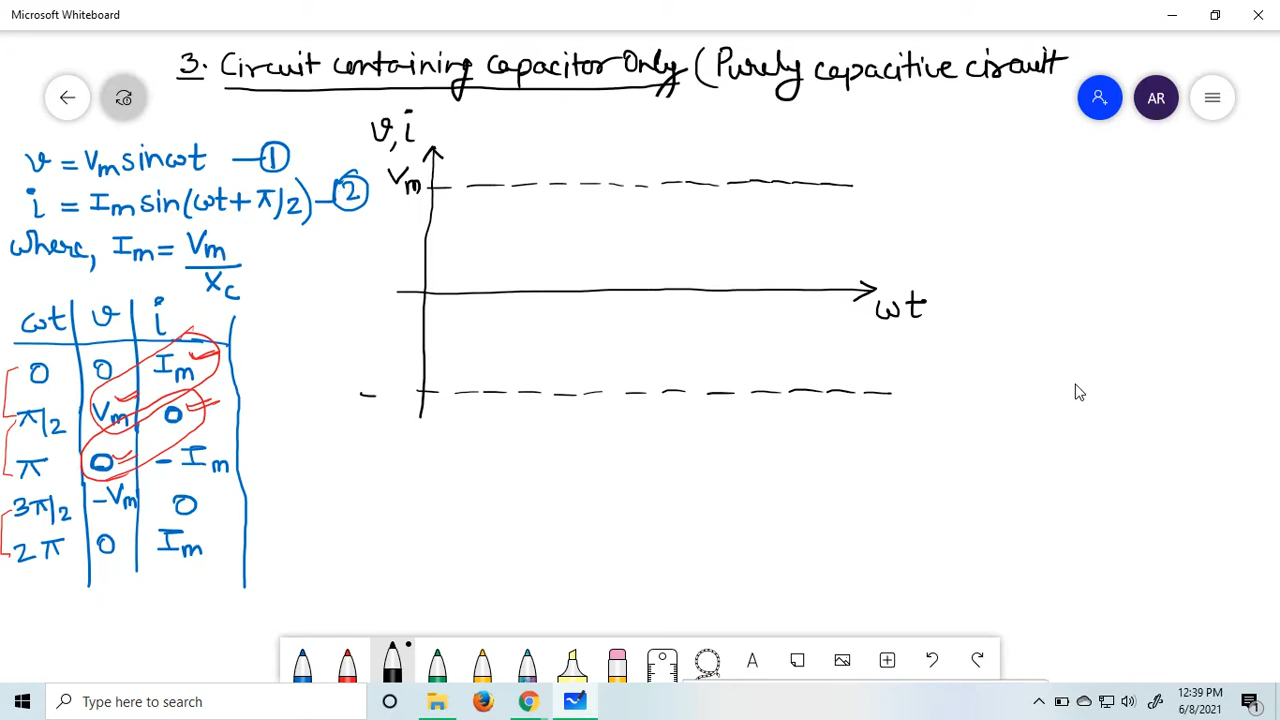 Microsoft Whiteboard
3. Circuit containing capacitor Only (Purely capacitive circuit
AR
v, i
v = Vm sinωt —①
Vm
i = Im sin(ωt + π/2) —②
where, Im = Vm
Xc
ωt v i
ωt
0 0 Im
π/2 Vm 0
-
π 0 - Im
3π/2 -Vm 0
2π 0 Im
A
Type here to search
12:39 PM
6/8/2021
1